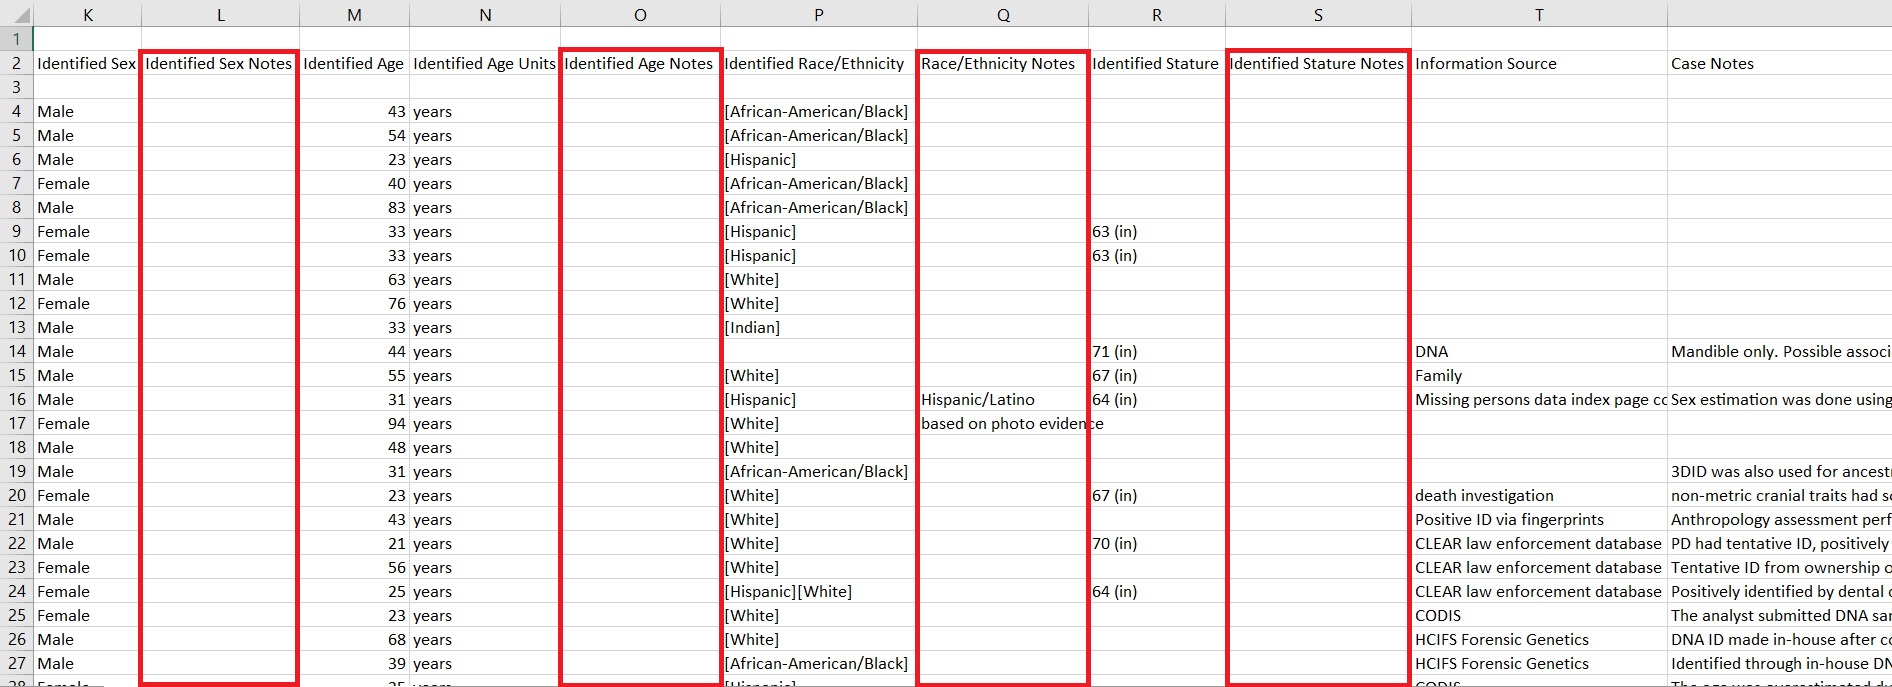 K L M N O P Q R S T
1
2 Identified Sex Identified Sex Notes Identified Age Identified Age Units Identified Age Notes Identified Race/Ethnicity Race/Ethnicity Notes Identified Stature Identified Stature Notes Information Source Case Notes
3
4 Male 43 years [African-American/Black]
5 Male 54 years [African-American/Black]
6 Male 23 years [Hispanic]
7 Female 40 years [African-American/Black]
8 Male 83 years [African-American/Black]
9 Female 33 years [Hispanic] 63 (in)
10 Female 33 years [Hispanic] 63 (in)
11 Male 63 years [White]
12 Female 76 years [White]
13 Male 33 years [Indian]
14 Male 44 years 71 (in) DNA Mandible only. Possible associ
15 Male 55 years [White] 67 (in) Family
16 Male 31 years [Hispanic] Hispanic/Latino 64 (in) Missing persons data index page cc Sex estimation was done using
17 Female 94 years [White] based on photo evidence
18 Male 48 years [White]
19 Male 31 years [African-American/Black] 3DID was also used for ancest
20 Female 23 years [White] 67 (in) death investigation non-metric cranial traits had
21 Male 43 years [White] Positive ID via fingerprints Anthropology assessment perf
22 Male 21 years [White] 70 (in) CLEAR law enforcement database PD had tentative ID, positively
23 Female 56 years [White] CLEAR law enforcement database Tentative ID from ownership
24 Female 25 years [Hispanic][White] 64 (in) CLEAR law enforcement database Positively identified by dental
25 Female 23 years [White] CODIS The analyst submitted DNA
26 Male 68 years [White] HCIFS Forensic Genetics DNA ID made in-house after
27 Male 39 years [African-American/Black] HCIFS Forensic Genetics Identified through in-house